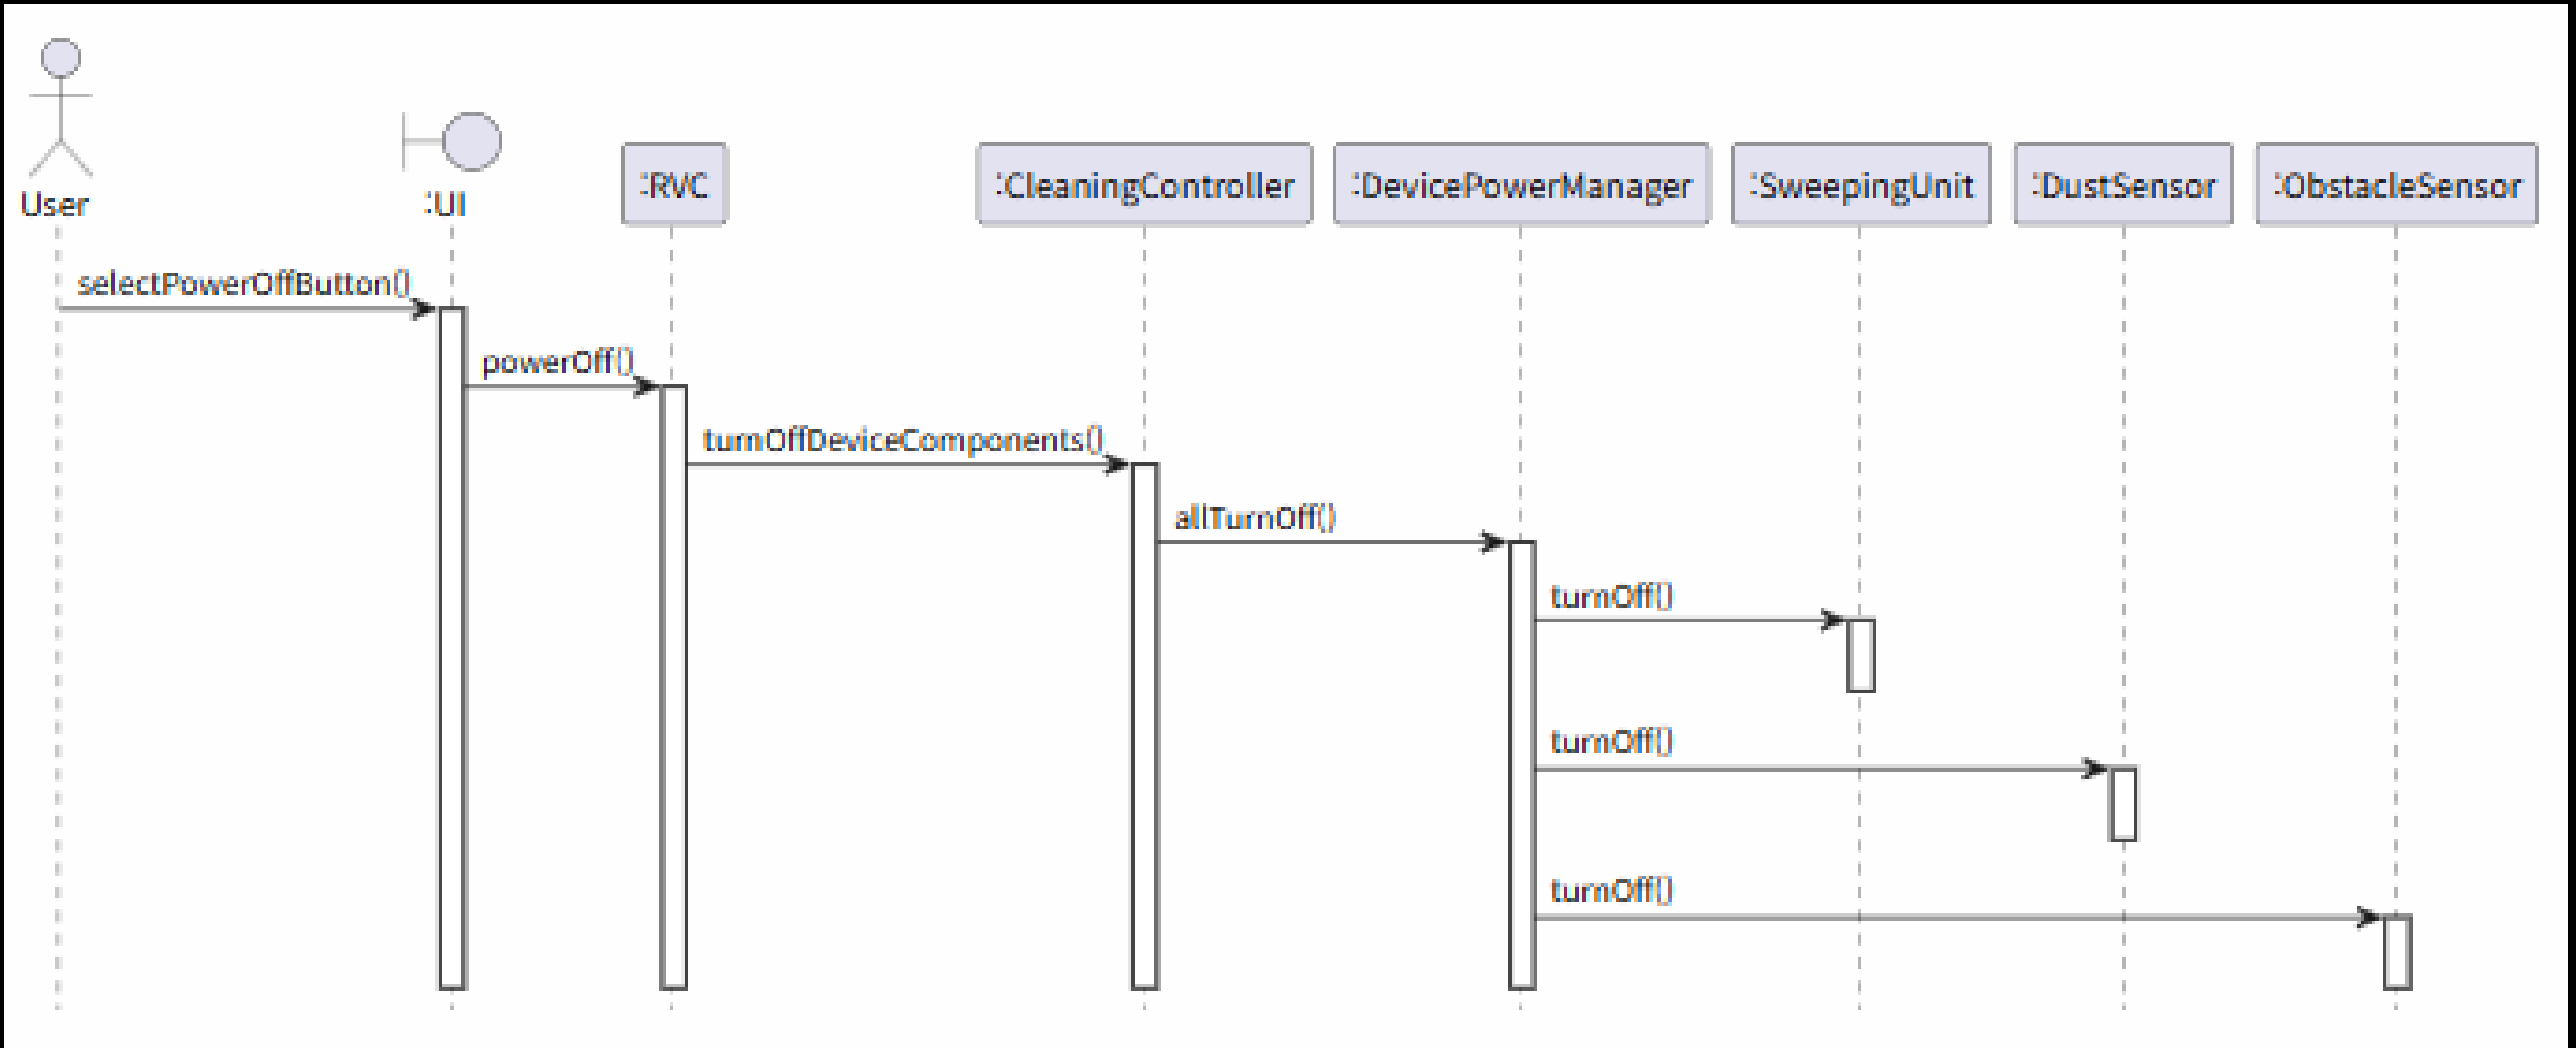 User
:UI
:RVC
:CleaningController
:DevicePowerManager
:SweepingUnit
:DustSensor
:ObstacleSensor
selectPowerOffButton()
powerOff()
turnOffDeviceComponents()
allTurnOff()
turnOff()
turnOff()
turnOff()